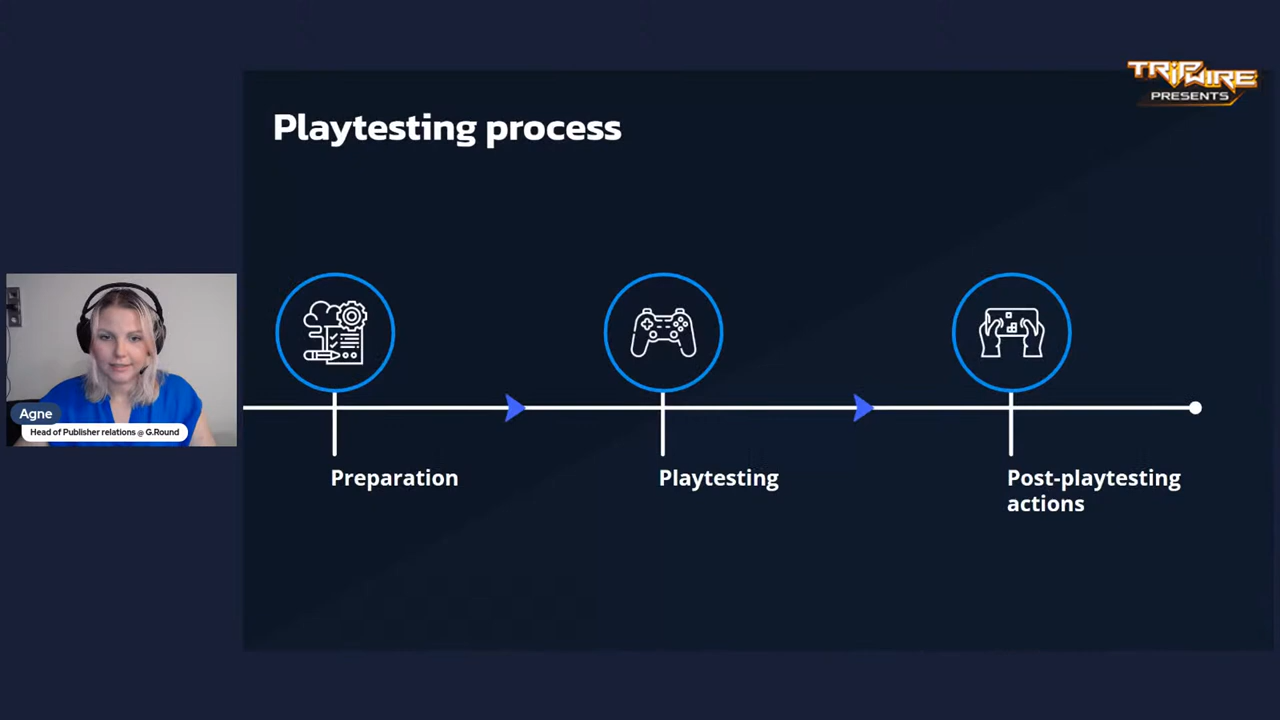 TRIPWIRE
PRESENTS
Playtesting process
Agne
Head of Publisher relations @ G.Round
Preparation
Playtesting
Post-playtesting
actions